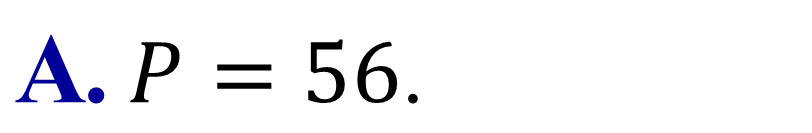 A. P = 56.